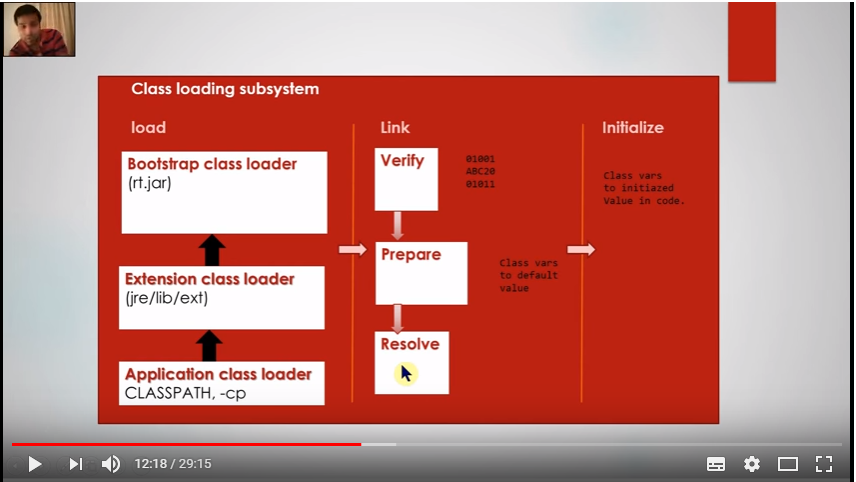 Class loading subsystem
load
Link
Initialize
Bootstrap class loader
(rt.jar)
Extension class loader
(jre/lib/ext)
Application class loader
CLASSPATH, -cp
Verify
01001
ABC20
01011
Prepare
Class vars
to default
value
Resolve
Class vars
to initiazed
Value in code.
12:18 / 29:15